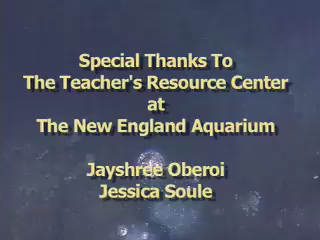 Special Thanks To
The Teacher's Resource Center
at
The New England Aquarium
Jayshree Oberoi
Jessica Soule